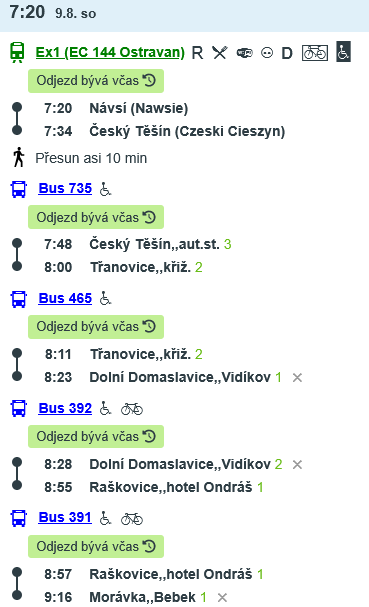 7:20 9.8. so
Ex1 (EC 144 Ostravan) R D
Odjezd bývá včas
7:20 Návsí (Nawsie)
7:34 Český Těšín (Czeski Cieszyn)
Přesun asi 10 min
Bus 735
Odjezd bývá včas
7:48 Český Těšín,,aut.st. 3
8:00 Třanovice,,křiž. 2
Bus 465
Odjezd bývá včas
8:11 Třanovice,,křiž. 2
8:23 Dolní Domaslavice,,Vidíkov 1
Bus 392
Odjezd bývá včas
8:28 Dolní Domaslavice,,Vidíkov 2
8:55 Raškovice,,hotel Ondráš 1
Bus 391
Odjezd bývá včas
8:57 Raškovice,,hotel Ondráš 1
9:16 Morávka,,Bebek 1